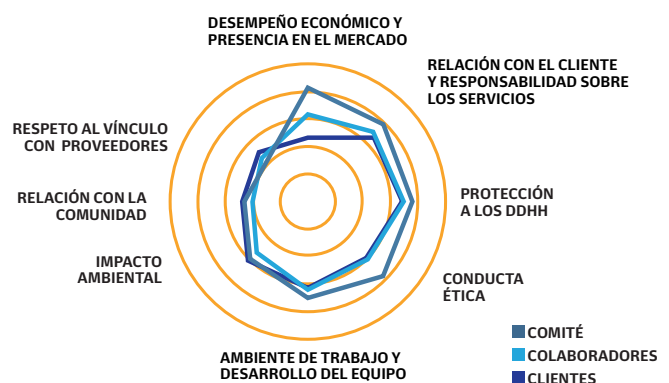 DESEMPEÑO ECONÓMICO Y
PRESENCIA EN EL MERCADO
RELACIÓN CON EL CLIENTE
Y RESPONSABILIDAD SOBRE
LOS SERVICIOS
RESPETO AL VÍNCULO
CON PROVEEDORES
RELACIÓN CON LA
COMUNIDAD
PROTECCIÓN
A LOS DDHH
IMPACTO
AMBIENTAL
CONDUCTA
ÉTICA
AMBIENTE DE TRABAJO Y
DESARROLLO DEL EQUIPO
COMITÉ
COLABORADORES
CLIENTES